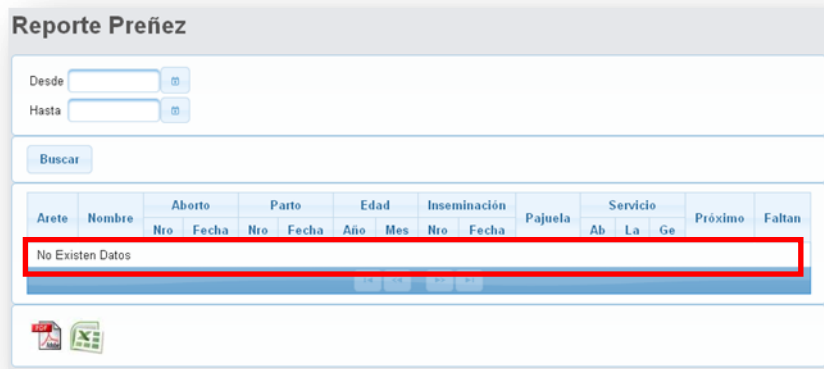 Reporte Preñez
Desde
Hasta
Buscar
Arete Nombre Aborto Parto Edad Inseminación Pajuela Servicio Próximo Faltan
Nro Fecha Nro Fecha Año Mes Nro Fecha Ab La Ge
No Existen Datos
PDF